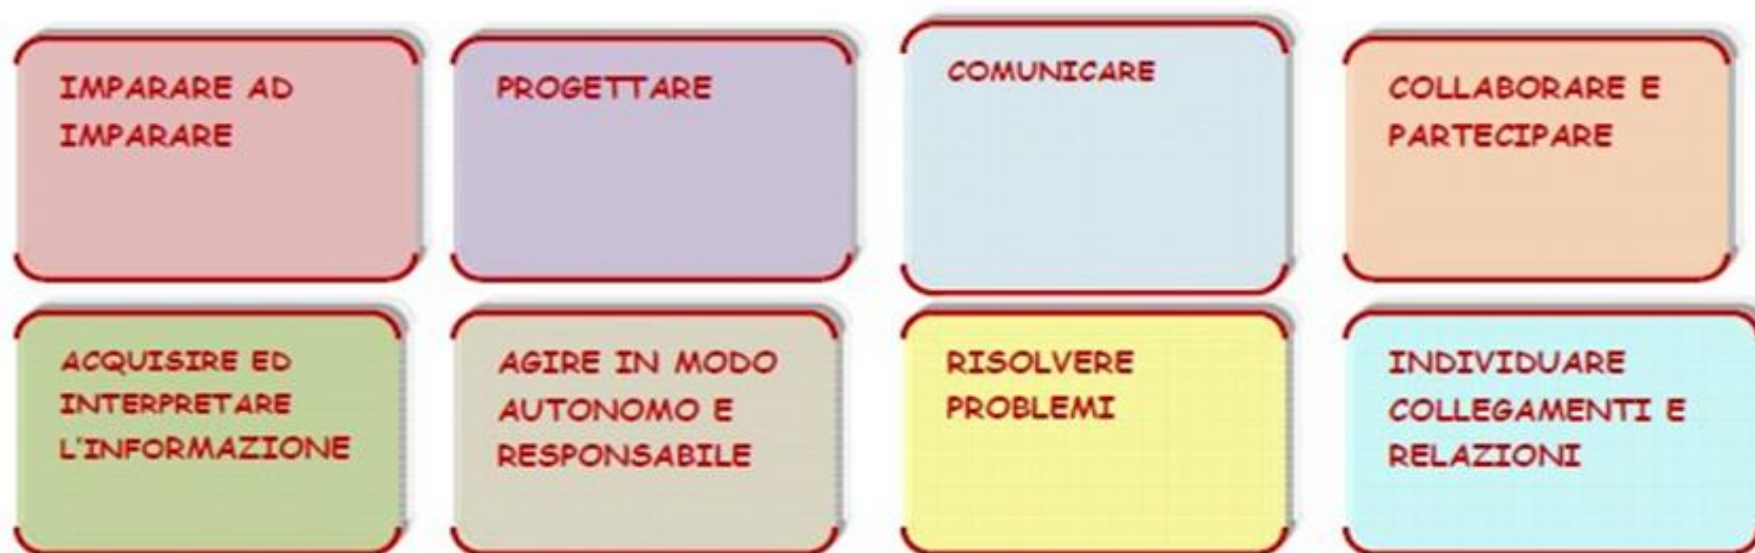 IMPARARE AD
IMPARARE
PROGETTARE
COMUNICARE
COLLABORARE E
PARTECIPARE
ACQUISIRE ED
INTERPRETARE
L'INFORMAZIONE
AGIRE IN MODO
AUTONOMO E
RESPONSABILE
RISOLVERE
PROBLEMI
INDIVIDUARE
COLLEGAMENTI E
RELAZIONI